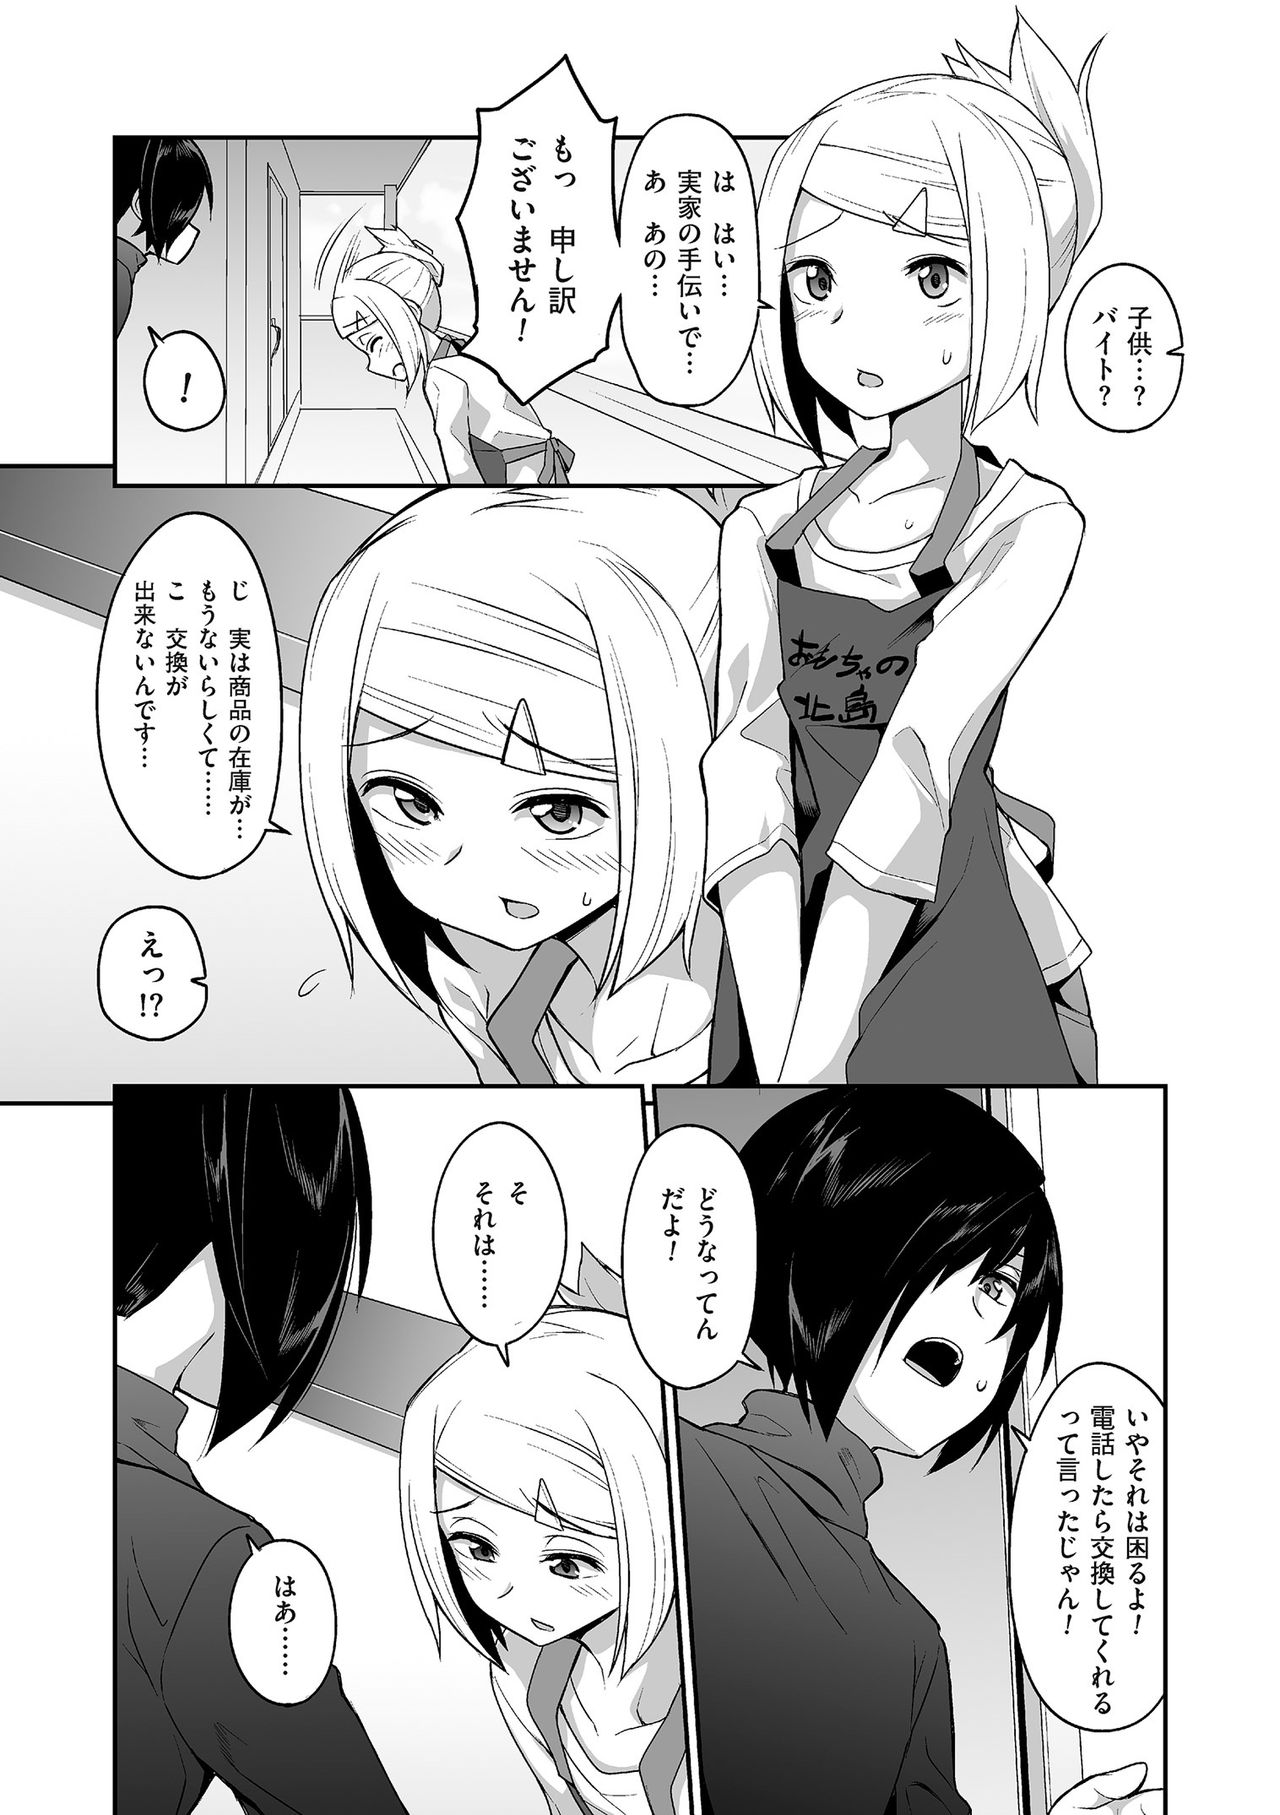 子供…？
バイト？
は　はい…
実家の手伝いで…
あ　あの…
もっ　申し訳
ございません！
！
おもちゃの
北島
じ　実は商品の在庫が…
もうないらしくて……
こ　交換が
出来ないんです…
えっ!?
いやそれは困るよ！
電話したら交換してくれる
って言ったじゃん！
どうなってん
だよ！
そ
それは……
はあ……